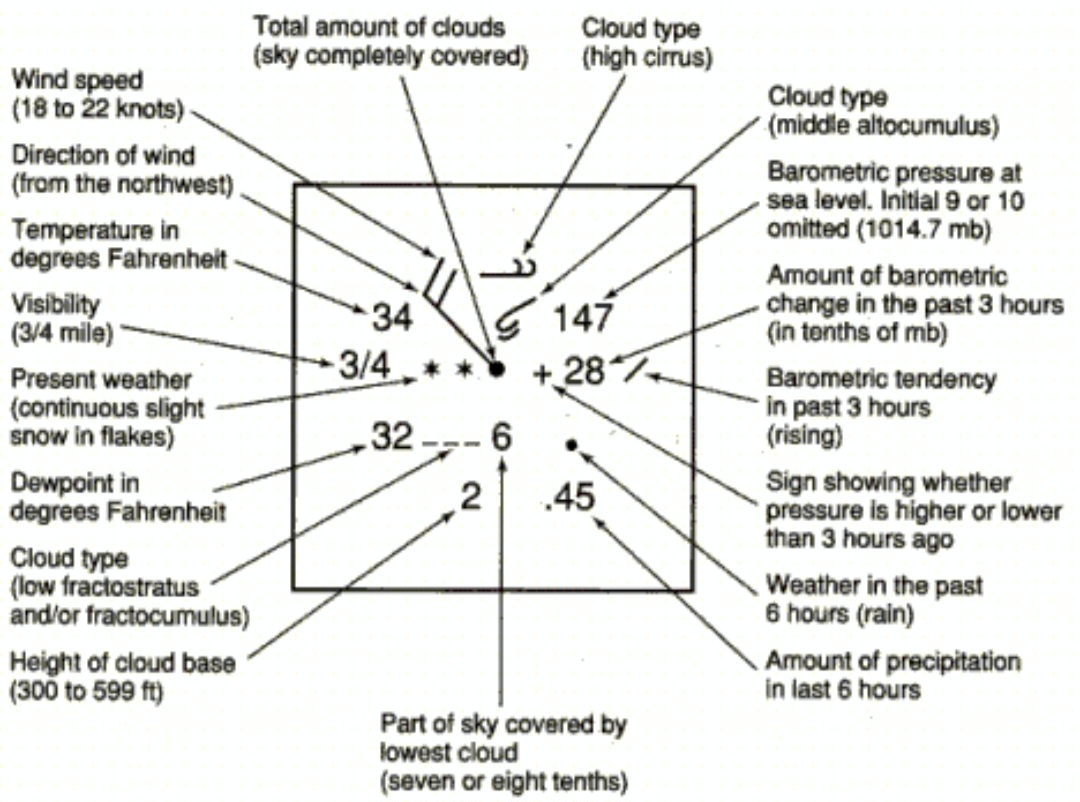 Total amount of clouds
(sky completely covered)
Cloud type
(high cirrus)
Wind speed
(18 to 22 knots)
Direction of wind
(from the northwest)
Temperature in
degrees Fahrenheit
Visibility
(3/4 mile)
Present weather
(continuous slight
snow in flakes)
Dewpoint in
degrees Fahrenheit
Cloud type
(low fractostratus
and/or fractocumulus)
Height of cloud base
(300 to 599 ft)
34
147
3/4
+ 28
32
6
2
.45
Cloud type
(middle altocumulus)
Barometric pressure at
sea level. Initial 9 or 10
omitted (1014.7 mb)
Amount of barometric
change in the past 3 hours
(in tenths of mb)
Barometric tendency
in past 3 hours
(rising)
Sign showing whether
pressure is higher or lower
than 3 hours ago
Weather in the past
6 hours (rain)
Amount of precipitation
in last 6 hours
Part of sky covered by
lowest cloud
(seven or eight tenths)